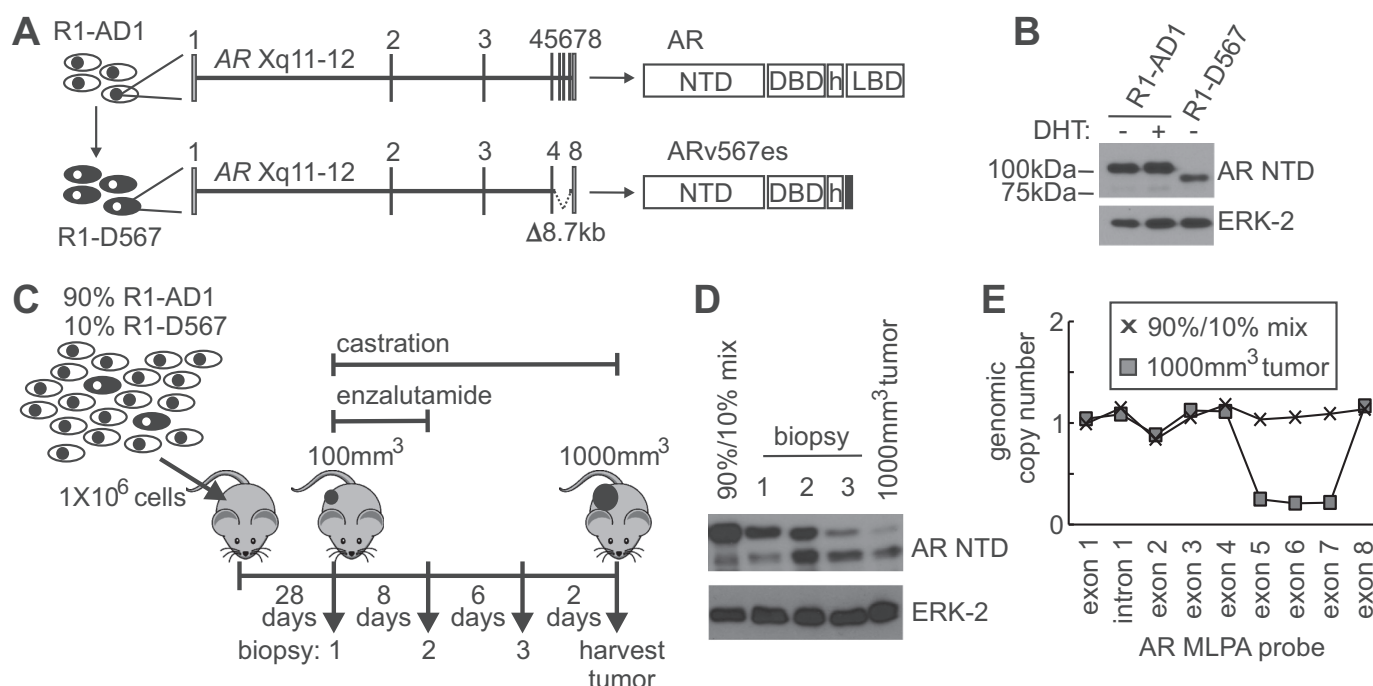 A
R1-AD1
1
AR Xq11-12
2
3
45678
AR
NTD
DBD
h
LBD
1
AR Xq11-12
2
3
4
8
ARv567es
NTD
DBD
h
R1-D567
Δ8.7kb
B
R1-AD1
R1-D567
DHT:
-
+
-
100kDa
75kDa
AR NTD
ERK-2
C
90% R1-AD1
10% R1-D567
castration
enzalutamide
100mm³
1000mm³
1X10⁶ cells
28 days
8 days
6 days
2 days
biopsy: 1
2
3
harvest
tumor
D
90%/10% mix
biopsy
1
2
3
1000mm³ tumor
AR NTD
ERK-2
E
2
1
0
genomic
copy number
90%/10% mix
1000mm³ tumor
exon 1
intron 1
exon 2
exon 3
exon 4
exon 5
exon 6
exon 7
exon 8
AR MLPA probe